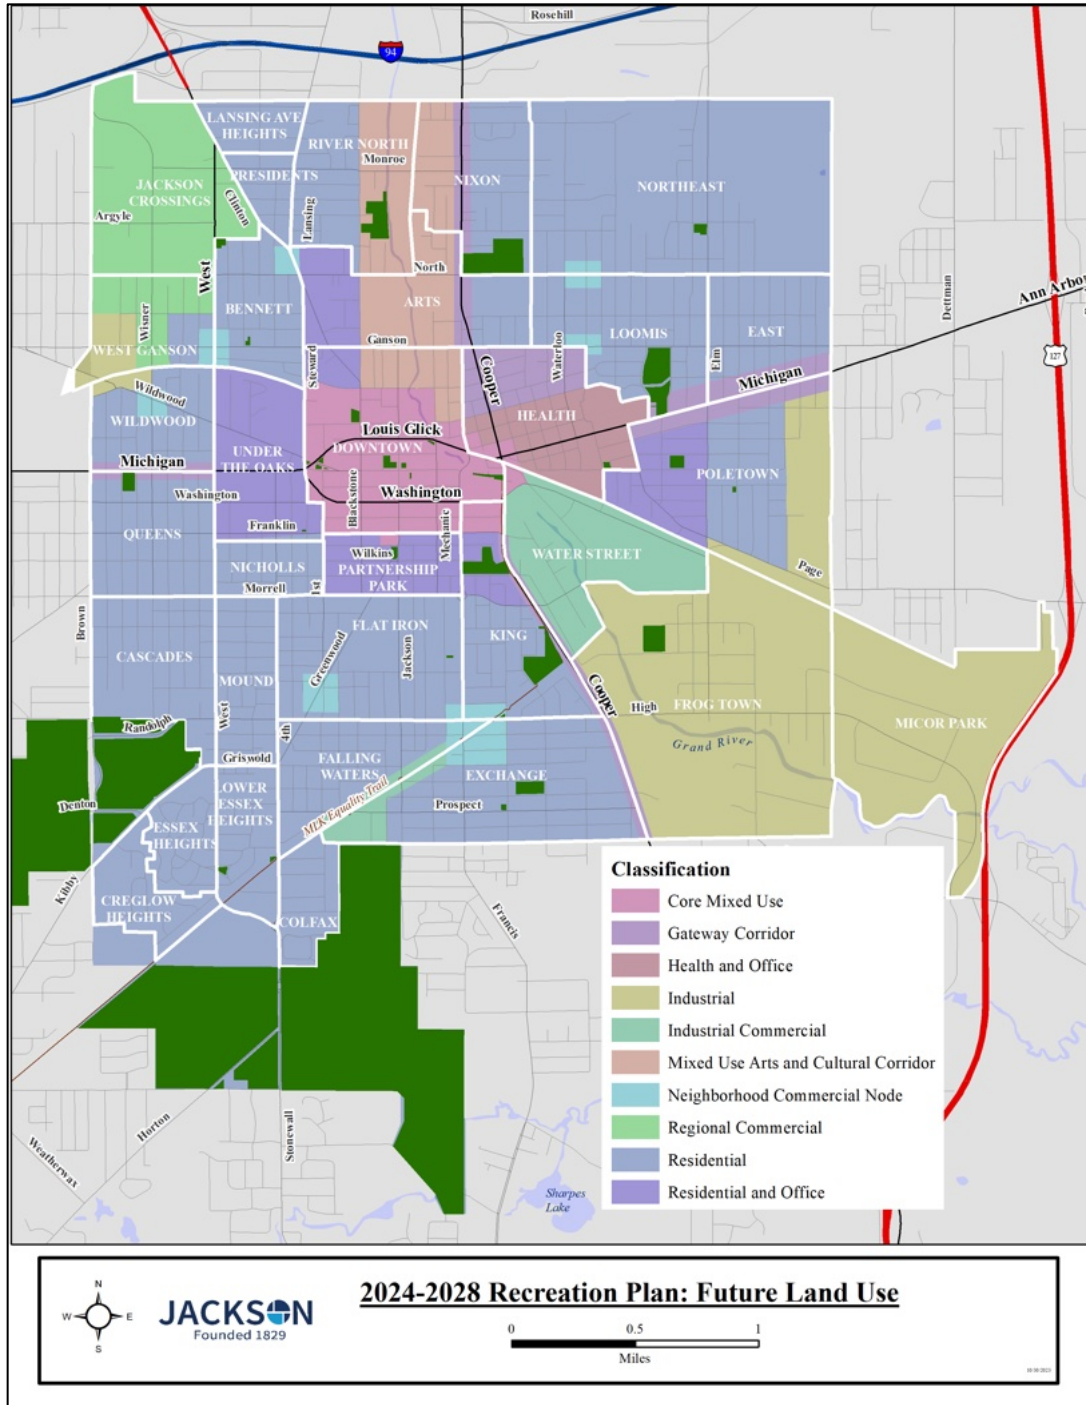 Rosehill
94
LANSING AVE
HEIGHTS
RIVER NORTH
Monroe
PRESIDENTS
NIXON
NORTHEAST
JACKSON
CROSSINGS
Argyle
Clinton
Lansing
West
North
Dettman
Ann Arbor
BENNETT
ARTS
Wisner
WEST GANSON
Ganson
Steward
Cooper
Waterloo
LOOMIS
Elm
EAST
127
Michigan
Wildwood
WILDWOOD
HEALTH
Louis Glick
DOWNTOWN
UNDER
THE OAKS
Michigan
Washington
Washington
Blackstone
POLETOWN
Franklin
Mechanic
QUEENS
WATER STREET
Wilkins
NICHOLLS
PARTNERSHIP
PARK
Morrell
1st
Page
Brown
FLAT IRON
KING
Greenwood
Jackson
CASCADES
MOUND
West
Cooper
High
FROG TOWN
MICOR PARK
Randolph
4th
Griswold
Grand River
FALLING
WATERS
EXCHANGE
LOWER
ESSEX
HEIGHTS
MLK Equality Trail
Prospect
Denton
ESSEX
HEIGHTS
Kibby
CREGLOW
HEIGHTS
COLFAX
Francis
Classification
Core Mixed Use
Gateway Corridor
Health and Office
Industrial
Industrial Commercial
Mixed Use Arts and Cultural Corridor
Neighborhood Commercial Node
Regional Commercial
Residential
Residential and Office
Horton
Stonewall
Weatherwax
Sharpes
Lake
N
W
E
S
JACKSON
Founded 1829
2024-2028 Recreation Plan: Future Land Use
0
0.5
1
Miles